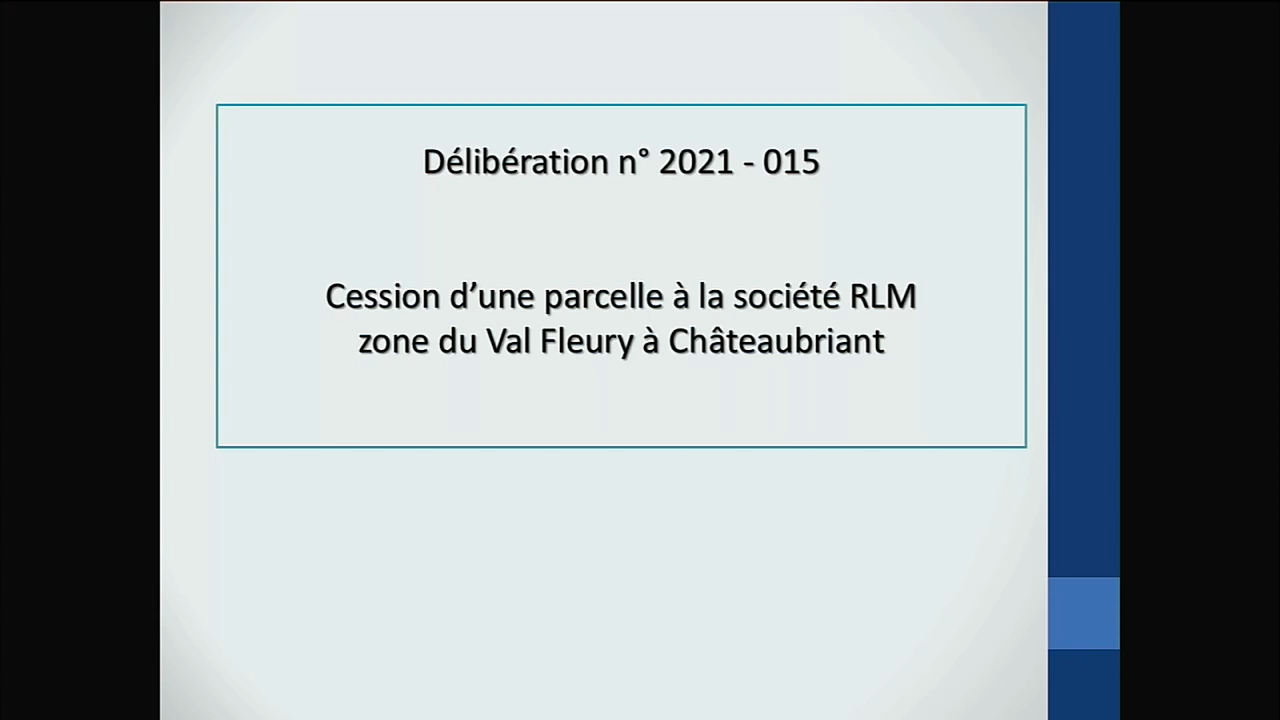 Délibération n° 2021 - 015
Cession d’une parcelle à la société RLM
zone du Val Fleury à Châteaubriant